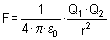 F = 1/(4·π·ε₀) · Q₁·Q₂/r²